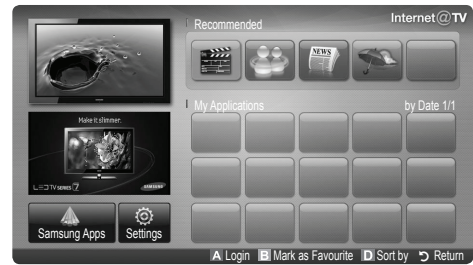 Internet@TV
Recommended
NEWS
My Applications by Date 1/1
Make it slimmer.
LED TV SERIES 7 SAMSUNG
Samsung Apps Settings
A Login B Mark as Favourite D Sort by Return